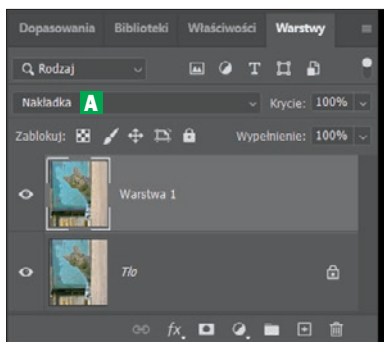 Dopasowania Biblioteki Właściwości Warstwy
Rodzaj
Nakładka A Krycie: 100%
Zablokuj: Wypełnienie: 100%
Warstwa 1
Tło
fx